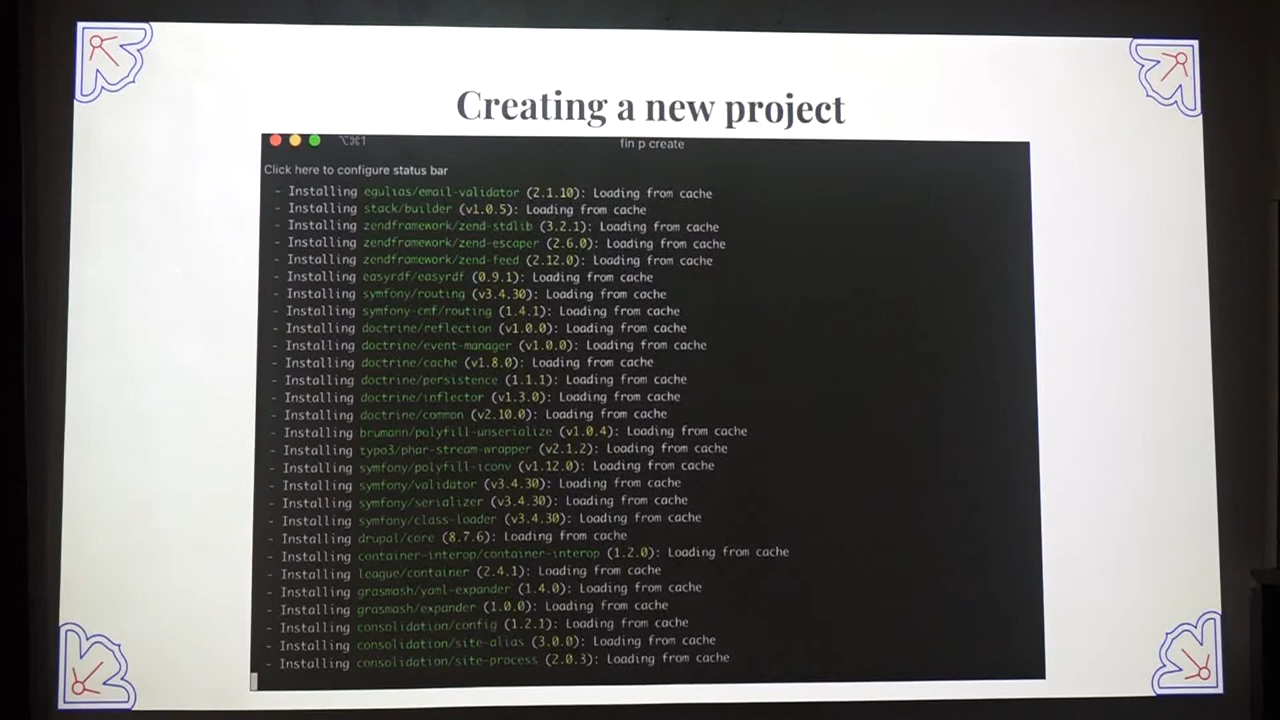 Creating a new project
⌥⌘1
fin p create
Click here to configure status bar
- Installing egulias/email-validator (2.1.10): Loading from cache
- Installing stack/builder (v1.0.5): Loading from cache
- Installing zendframework/zend-stdlib (3.2.1): Loading from cache
- Installing zendframework/zend-escaper (2.6.0): Loading from cache
- Installing zendframework/zend-feed (2.12.0): Loading from cache
- Installing easyrdf/easyrdf (0.9.1): Loading from cache
- Installing symfony/routing (v3.4.30): Loading from cache
- Installing symfony-cmf/routing (1.4.1): Loading from cache
- Installing doctrine/reflection (v1.0.0): Loading from cache
- Installing doctrine/event-manager (v1.0.0): Loading from cache
- Installing doctrine/cache (v1.8.0): Loading from cache
- Installing doctrine/persistence (1.1.1): Loading from cache
- Installing doctrine/inflector (v1.3.0): Loading from cache
- Installing doctrine/common (v2.10.0): Loading from cache
- Installing brumann/polyfill-unserialize (v1.0.4): Loading from cache
- Installing typo3/phar-stream-wrapper (v2.1.2): Loading from cache
- Installing symfony/polyfill-iconv (v1.12.0): Loading from cache
- Installing symfony/validator (v3.4.30): Loading from cache
- Installing symfony/serializer (v3.4.30): Loading from cache
- Installing symfony/class-loader (v3.4.30): Loading from cache
- Installing drupal/core (8.7.6): Loading from cache
- Installing container-interop/container-interop (1.2.0): Loading from cache
- Installing league/container (2.4.1): Loading from cache
- Installing grasmash/yaml-expander (1.4.0): Loading from cache
- Installing grasmash/expander (1.0.0): Loading from cache
- Installing consolidation/config (1.2.1): Loading from cache
- Installing consolidation/site-alias (3.0.0): Loading from cache
- Installing consolidation/site-process (2.0.3): Loading from cache